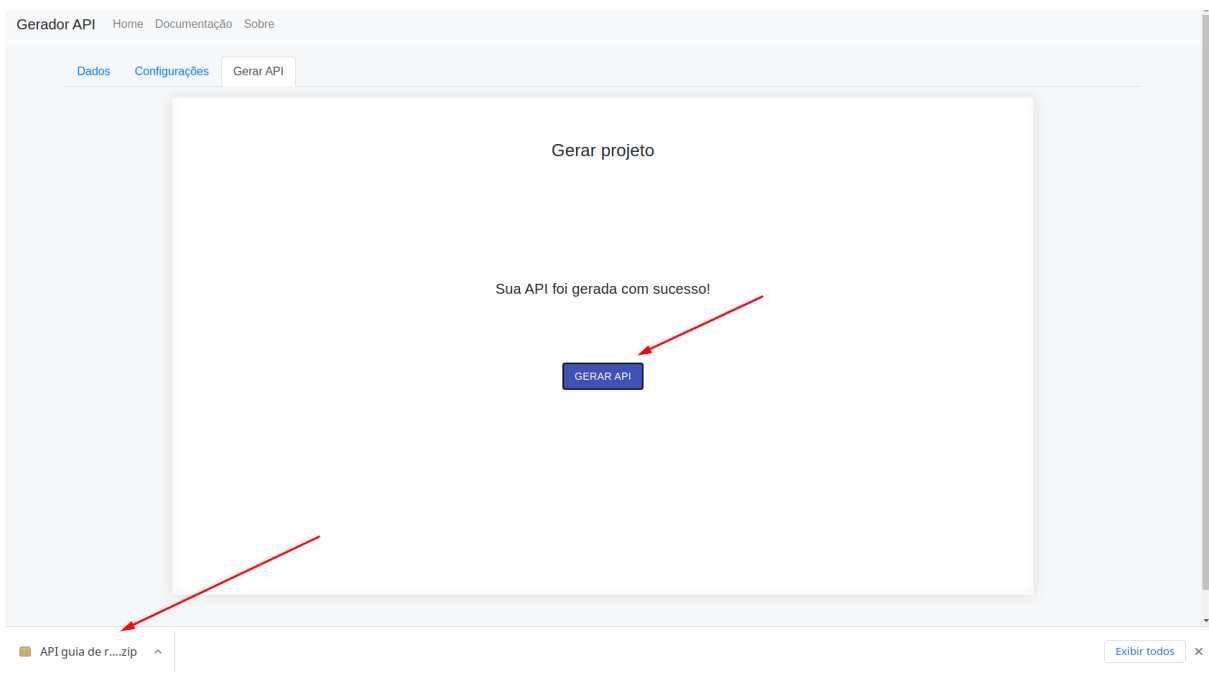 Gerador API Home Documentação Sobre
Dados Configurações Gerar API
Gerar projeto
Sua API foi gerada com sucesso!
GERAR API
API guia de r....zip
Exibir todos